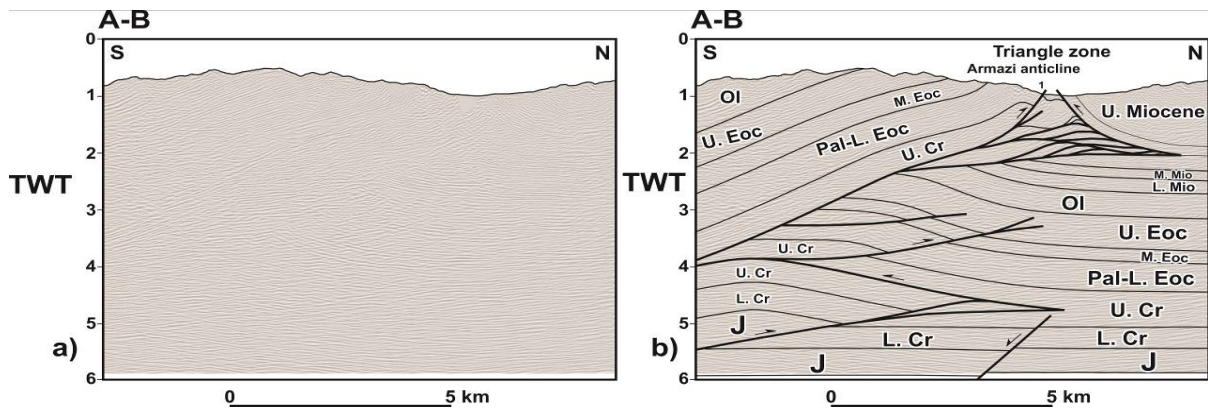 A-B
0
S
N
1
2
TWT
3
4
5
a)
6
0
5 km
A-B
0
S
N
Triangle zone
Armazi anticline
1
1
Ol
M. Eoc
U. Miocene
U. Eoc
Pal-L. Eoc
2
U. Cr
TWT
M. Mio
L. Mio
3
Ol
U. Eoc
U. Cr
M. Eoc
4
U. Cr
Pal-L. Eoc
L. Cr
U. Cr
5
J
L. Cr
L. Cr
b)
J
J
6
0
5 km